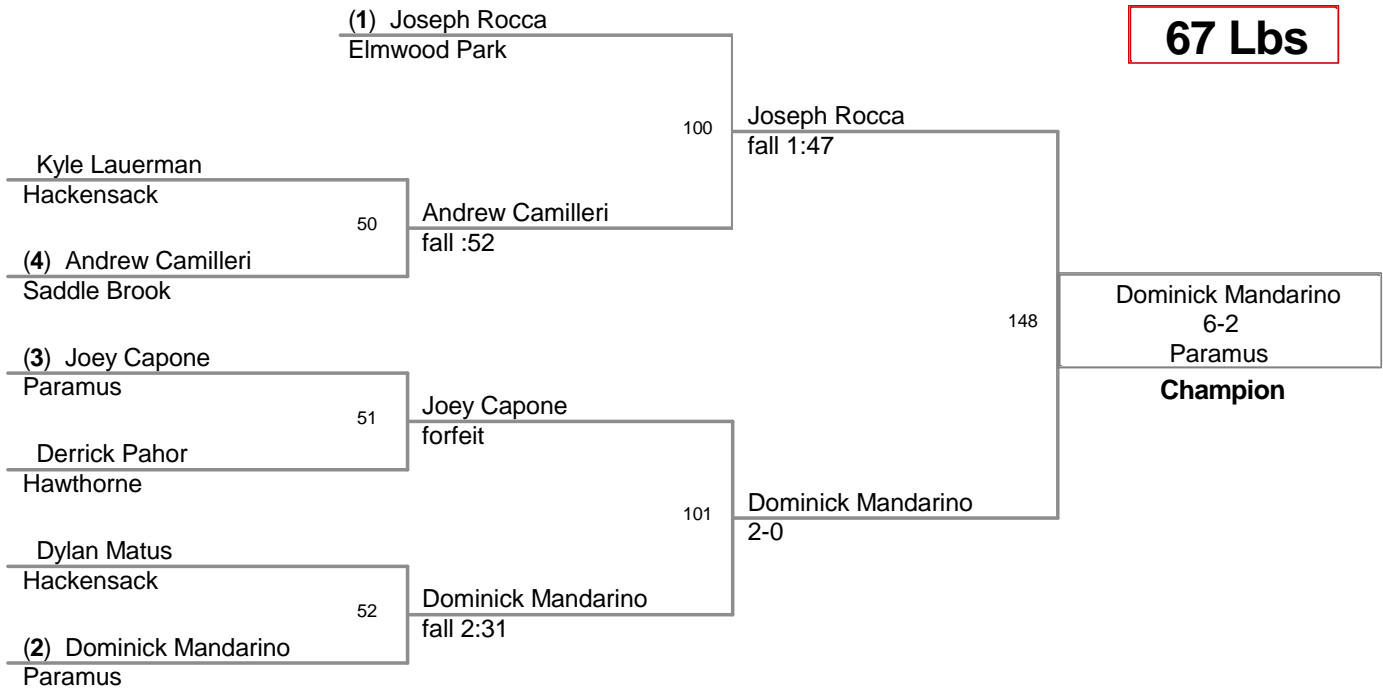 (1) Joseph Rocca
Elmwood Park
67 Lbs
100
Joseph Rocca
fall 1:47
Kyle Lauerman
Hackensack
50
Andrew Camilleri
fall :52
(4) Andrew Camilleri
Saddle Brook
148
Dominick Mandarino
6-2
Paramus
Champion
(3) Joey Capone
Paramus
51
Joey Capone
forfeit
Derrick Pahor
Hawthorne
101
Dominick Mandarino
2-0
Dylan Matus
Hackensack
52
Dominick Mandarino
fall 2:31
(2) Dominick Mandarino
Paramus